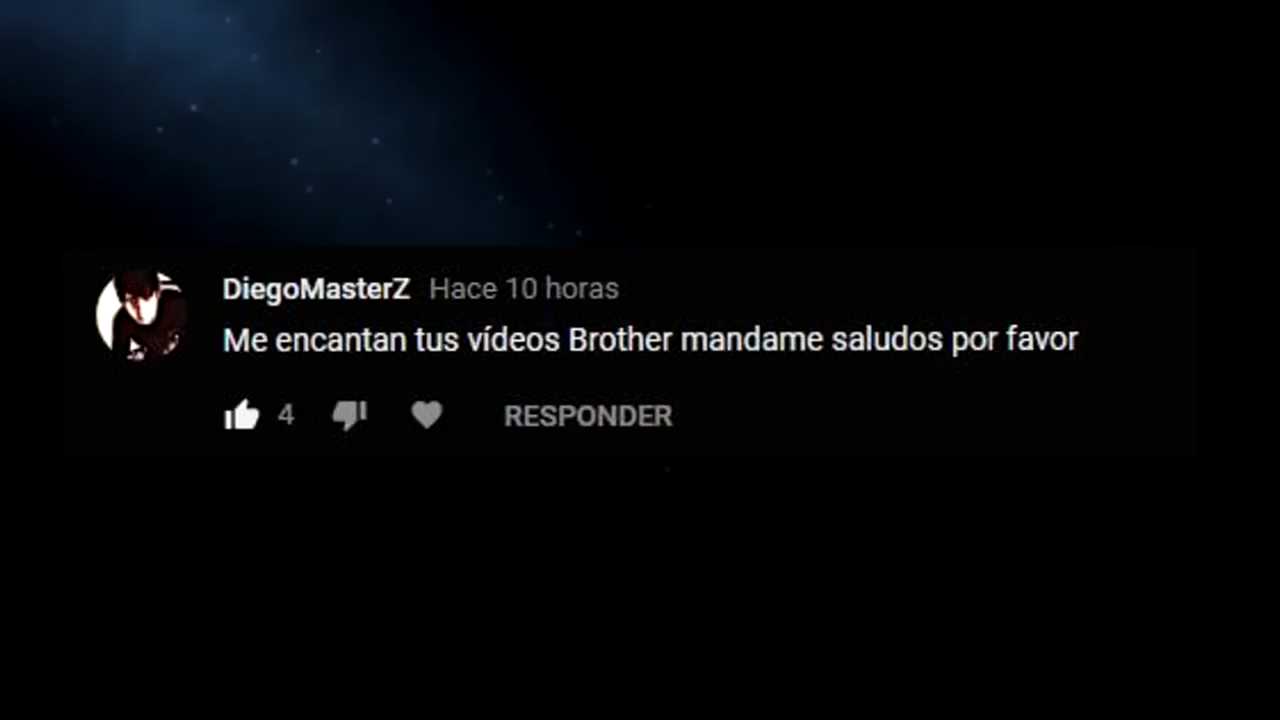 DiegoMasterZ Hace 10 horas
Me encantan tus vídeos Brother mandame saludos por favor
4 RESPONDER